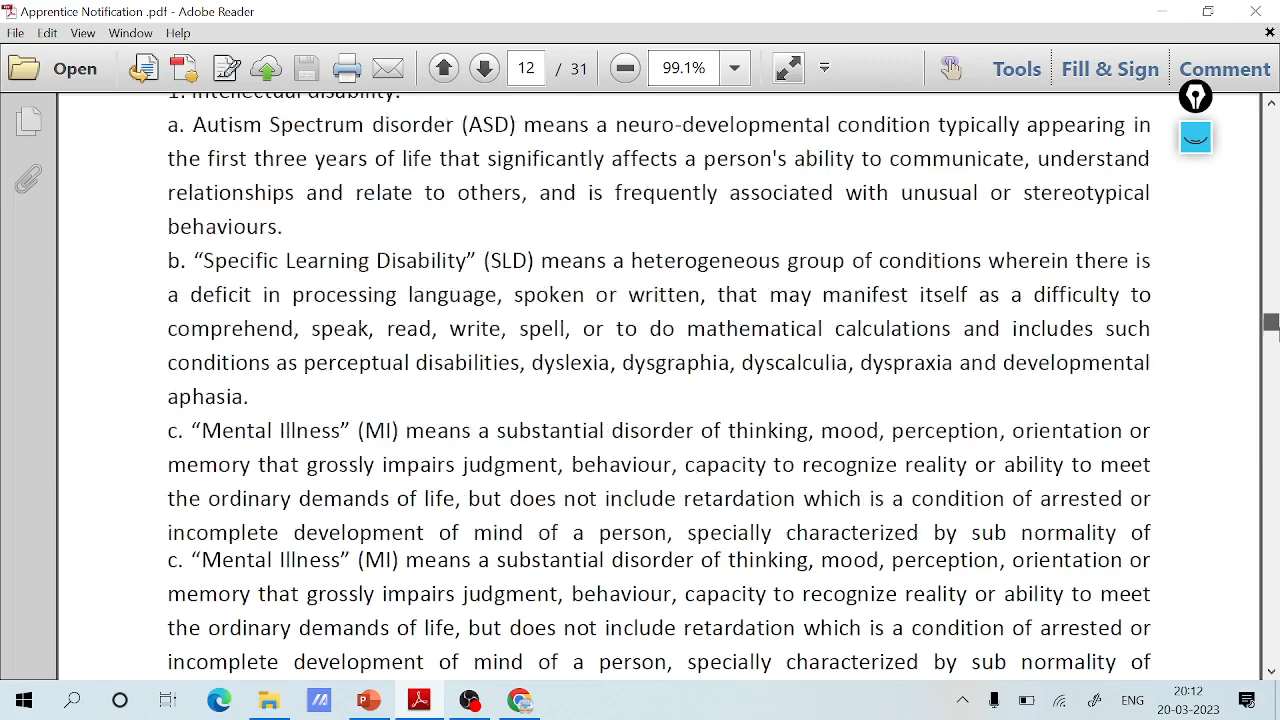 Apprentice Notification .pdf - Adobe Reader
File Edit View Window Help
Open 12 / 31 99.1% Tools Fill & Sign Comment
1. Intellectual disability:
a. Autism Spectrum disorder (ASD) means a neuro-developmental condition typically appearing in
the first three years of life that significantly affects a person's ability to communicate, understand
relationships and relate to others, and is frequently associated with unusual or stereotypical
behaviours.
b. “Specific Learning Disability” (SLD) means a heterogeneous group of conditions wherein there is
a deficit in processing language, spoken or written, that may manifest itself as a difficulty to
comprehend, speak, read, write, spell, or to do mathematical calculations and includes such
conditions as perceptual disabilities, dyslexia, dysgraphia, dyscalculia, dyspraxia and developmental
aphasia.
c. “Mental Illness” (MI) means a substantial disorder of thinking, mood, perception, orientation or
memory that grossly impairs judgment, behaviour, capacity to recognize reality or ability to meet
the ordinary demands of life, but does not include retardation which is a condition of arrested or
incomplete development of mind of a person, specially characterized by sub normality of
c. “Mental Illness” (MI) means a substantial disorder of thinking, mood, perception, orientation or
memory that grossly impairs judgment, behaviour, capacity to recognize reality or ability to meet
the ordinary demands of life, but does not include retardation which is a condition of arrested or
incomplete development of mind of a person, specially characterized by sub normality of
ENG
20:12
20-03-2023